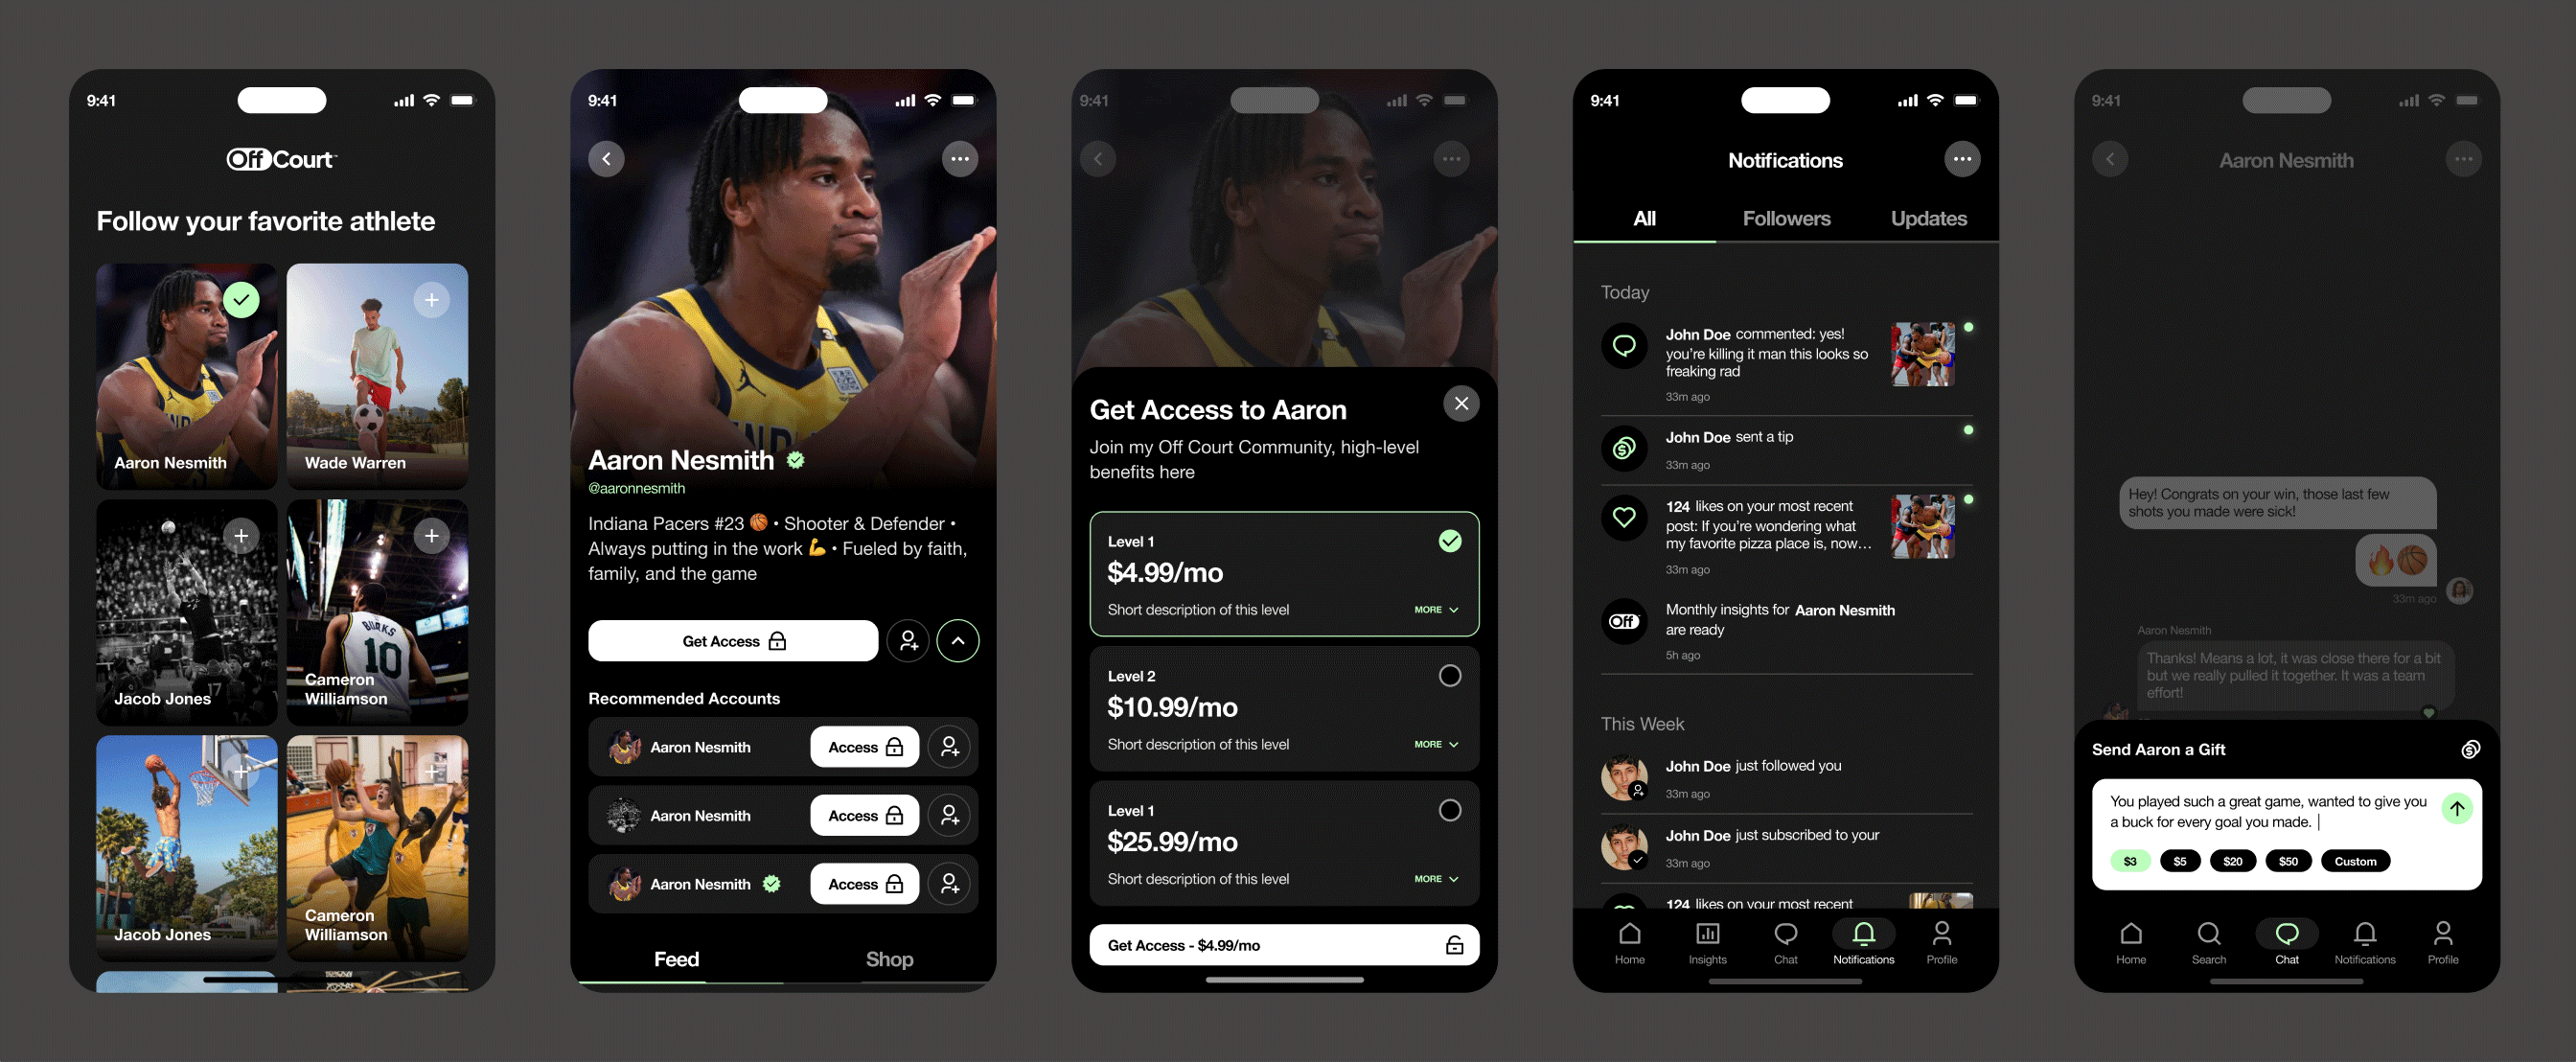 9:41
Off Court
Follow your favorite athlete
Aaron Nesmith
Wade Warren
Jacob Jones
Cameron
Williamson
Jacob Jones
Cameron
Williamson
9:41
Aaron Nesmith
@aaronnesmith
Indiana Pacers #23 🏀 • Shooter & Defender •
Always putting in the work 💪 • Fueled by faith,
family, and the game
Get Access
Recommended Accounts
Aaron Nesmith
Access
Aaron Nesmith
Access
Aaron Nesmith
Access
Feed
Shop
9:41
Get Access to Aaron
Join my Off Court Community, high-level
benefits here
Level 1
$4.99/mo
Short description of this level
MORE
Level 2
$10.99/mo
Short description of this level
MORE
Level 1
$25.99/mo
Short description of this level
MORE
Get Access - $4.99/mo
9:41
Notifications
All
Followers
Updates
Today
John Doe commented: yes!
you're killing it man this looks so
freaking rad
33m ago
John Doe sent a tip
33m ago
124 likes on your most recent
post: If you're wondering what
my favorite pizza place is, now...
33m ago
Off
Monthly insights for Aaron Nesmith
are ready
5h ago
This Week
John Doe just followed you
33m ago
John Doe just subscribed to your
33m ago
124 likes on your most recent
Home
Insights
Chat
Notifications
Profile
9:41
Aaron Nesmith
Hey! Congrats on your win, those last few
shots you made were sick!
🔥🏀
33m ago
Aaron Nesmith
Thanks! Means a lot, it was close there for a bit
but we really pulled it together. It was a team
effort!
Send Aaron a Gift
You played such a great game, wanted to give you
a buck for every goal you made.
$3
$5
$20
$50
Custom
Home
Search
Chat
Notifications
Profile